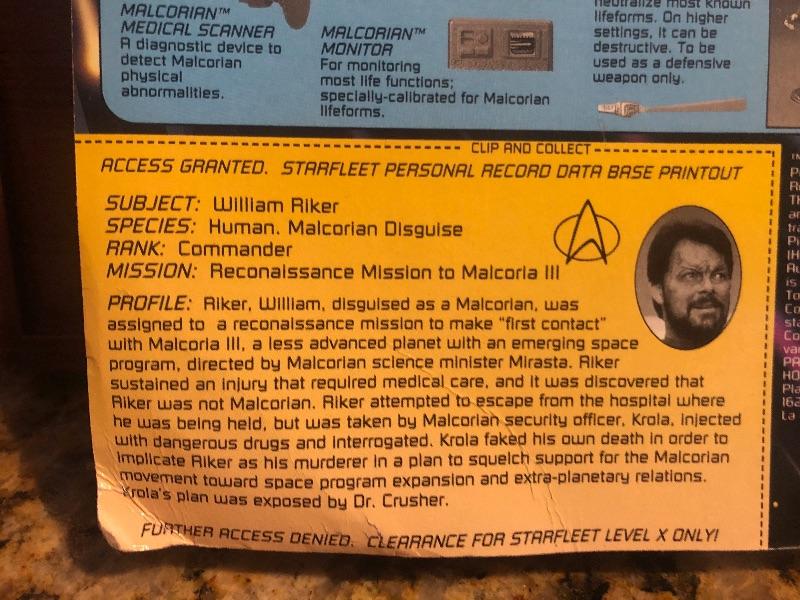 MALCORIAN™
MEDICAL SCANNER
A diagnostic device to
detect Malcorian
physical
abnormalities.
MALCORIAN™
MONITOR
For monitoring
most life functions;
specially-calibrated for Malcorian
lifeforms.
neutralize most known
lifeforms. On higher
settings, it can be
destructive. To be
used as a defensive
weapon only.
CLIP AND COLLECT
ACCESS GRANTED. STARFLEET PERSONAL RECORD DATA BASE PRINTOUT
SUBJECT: William Riker
SPECIES: Human. Malcorian Disguise
RANK: Commander
MISSION: Reconaissance Mission to Malcoria III
PROFILE: Riker, William, disguised as a Malcorian, was
assigned to a reconaissance mission to make "first contact"
with Malcoria III, a less advanced planet with an emerging space
program, directed by Malcorian science minister Mirasta. Riker
sustained an injury that required medical care, and it was discovered that
Riker was not Malcorian. Riker attempted to escape from the hospital where
he was being held, but was taken by Malcorian security officer, Krola, injected
with dangerous drugs and interrogated. Krola faked his own death in order to
implicate Riker as his murderer in a plan to squelch support for the Malcorian
movement toward space program expansion and extra-planetary relations.
Krola's plan was exposed by Dr. Crusher.
FURTHER ACCESS DENIED. CLEARANCE FOR STARFLEET LEVEL X ONLY!